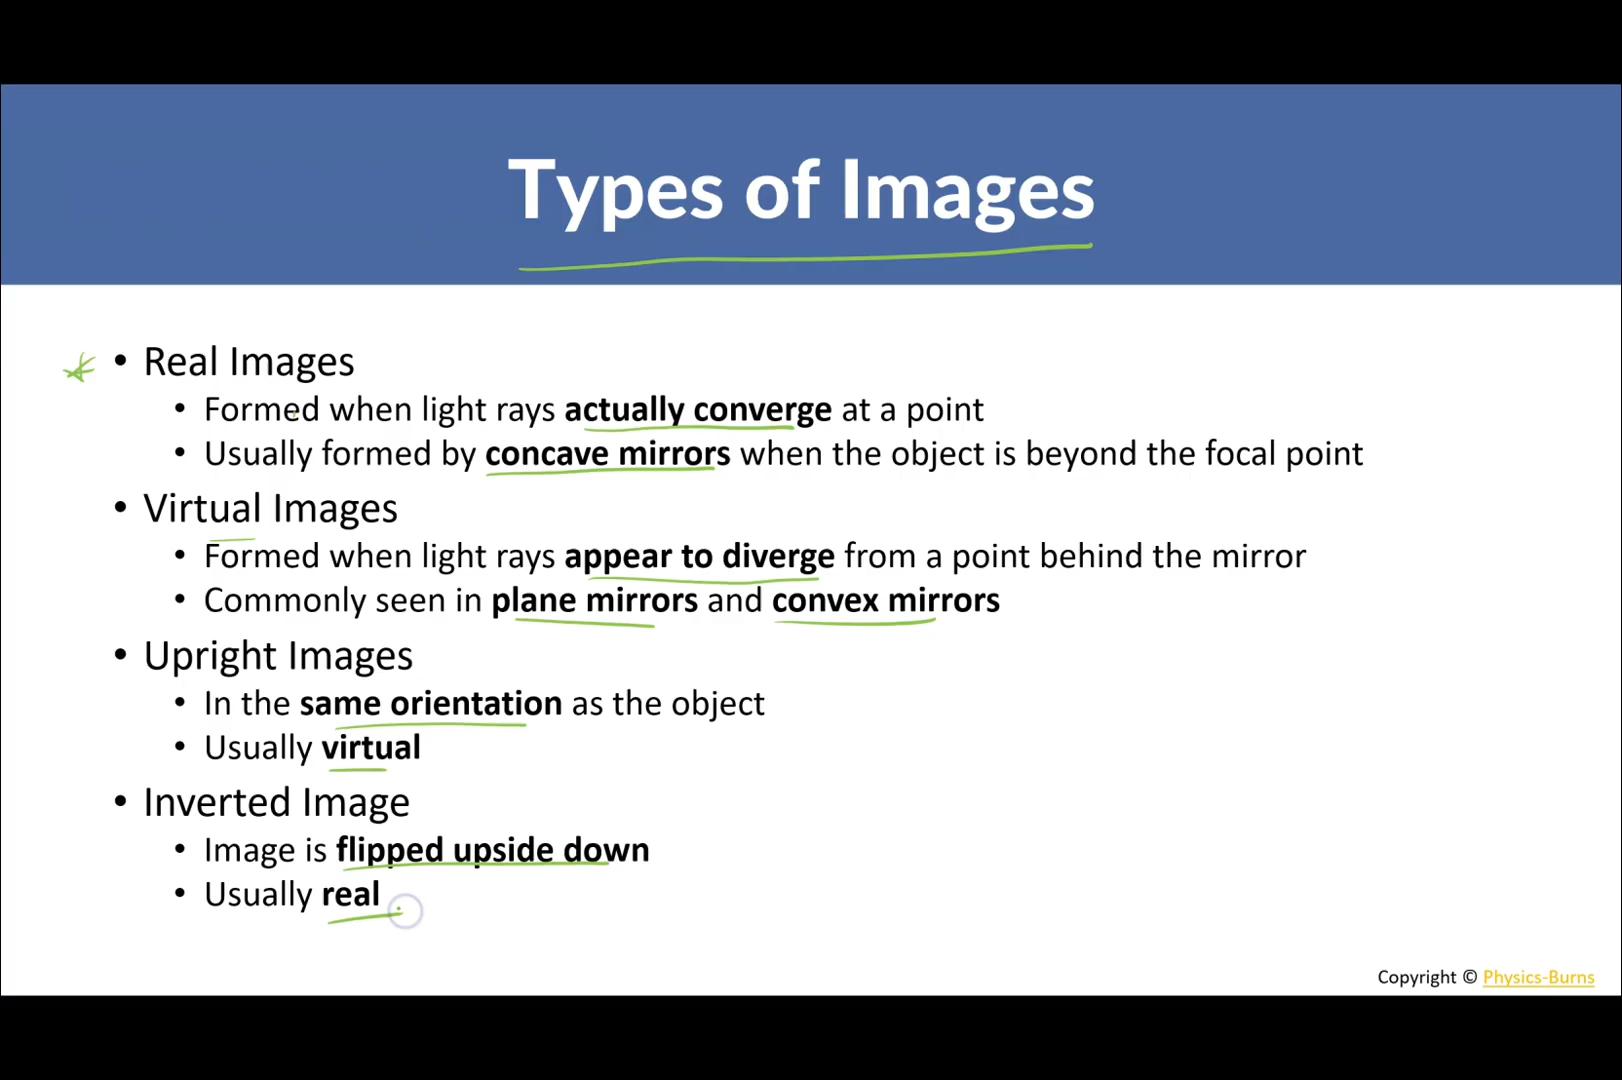 Types of Images
• Real Images
• Formed when light rays actually converge at a point
• Usually formed by concave mirrors when the object is beyond the focal point
• Virtual Images
• Formed when light rays appear to diverge from a point behind the mirror
• Commonly seen in plane mirrors and convex mirrors
• Upright Images
• In the same orientation as the object
• Usually virtual
• Inverted Image
• Image is flipped upside down
• Usually real
Copyright © Physics-Burns